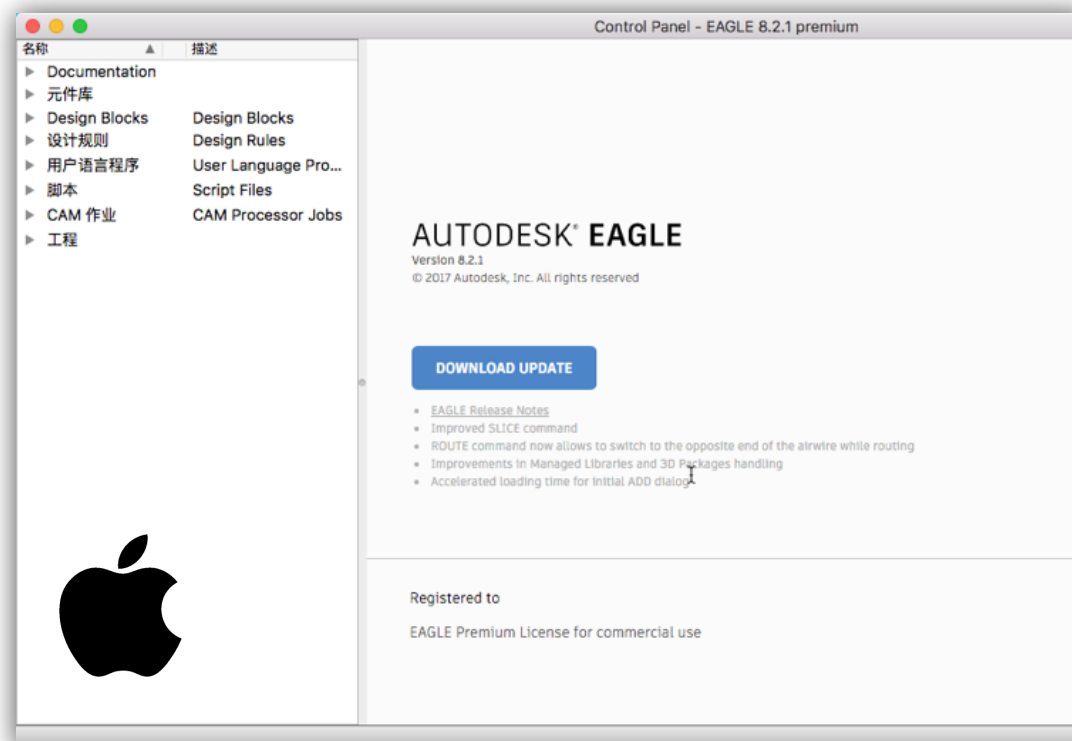 Control Panel - EAGLE 8.2.1 premium
名称 描述
Documentation
元件库
Design Blocks Design Blocks
设计规则 Design Rules
用户语言程序 User Language Pro...
脚本 Script Files
CAM 作业 CAM Processor Jobs
工程
AUTODESK® EAGLE
Version 8.2.1
© 2017 Autodesk, Inc. All rights reserved
DOWNLOAD UPDATE
EAGLE Release Notes
Improved SLICE command
ROUTE command now allows to switch to the opposite end of the airwire while routing
Improvements in Managed Libraries and 3D Packages handling
Accelerated loading time for initial ADD dialog
Registered to
EAGLE Premium License for commercial use